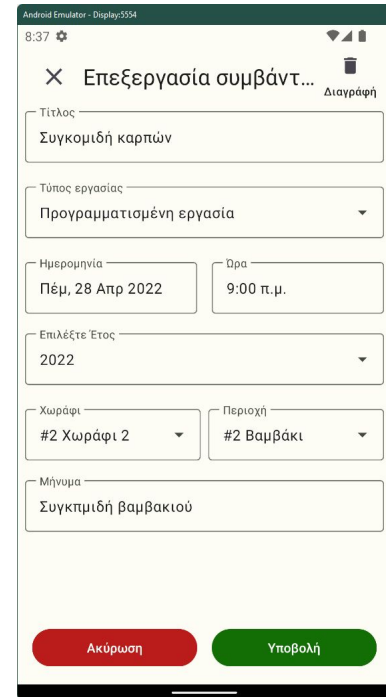 Android Emulator - Display:5554
8:37
Επεξεργασία συμβάντ...
Διαγράφή
Τίτλος
Συγκομιδή καρπών
Τύπος εργασίας
Προγραμματισμένη εργασία
Ημερομηνία
Ώρα
Πέμ, 28 Απρ 2022
9:00 π.μ.
Επιλέξτε Έτος
2022
Χωράφι
Περιοχή
#2 Χωράφι 2
#2 Βαμβάκι
Μήνυμα
Συγκπμιδή βαμβακιού
Ακύρωση
Υποβολή